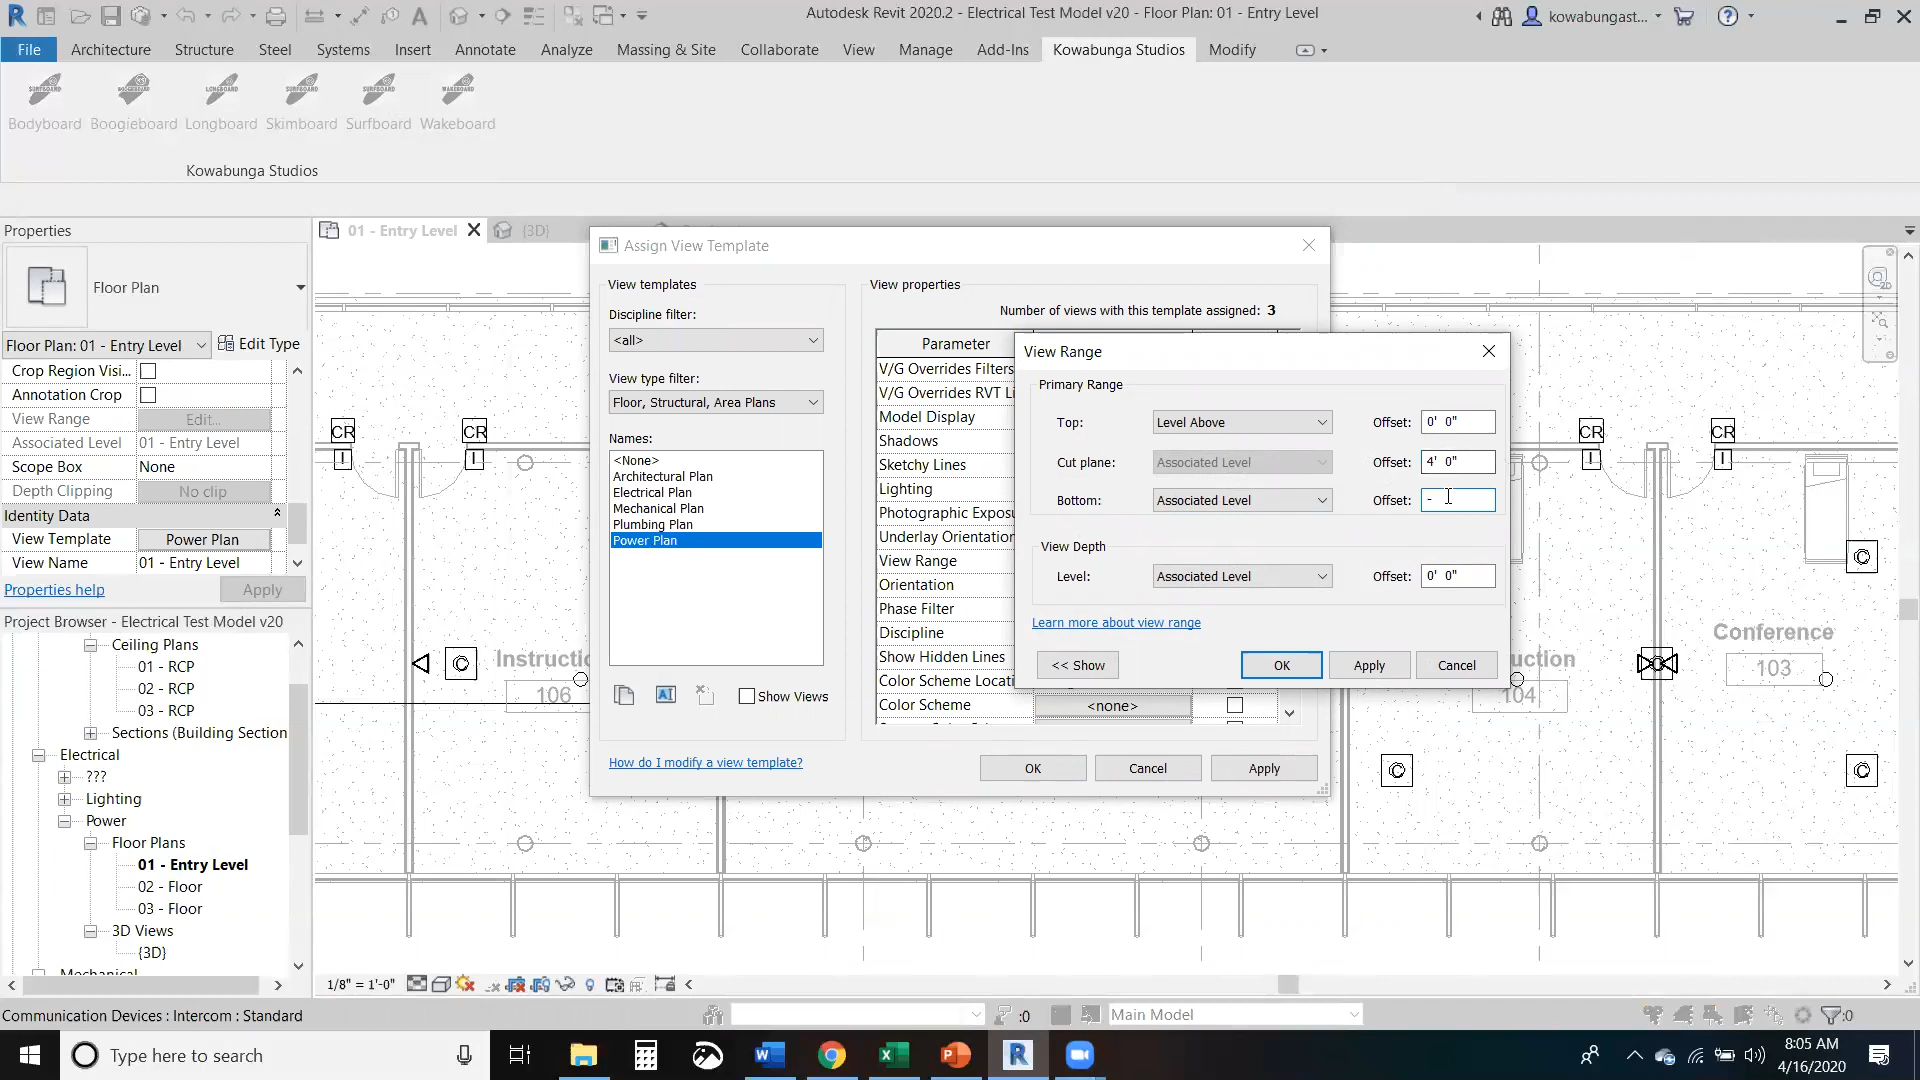 Autodesk Revit 2020.2 - Electrical Test Model v20 - Floor Plan: 01 - Entry Level
kowabungast...
File Architecture Structure Steel Systems Insert Annotate Analyze Massing & Site Collaborate View Manage Add-Ins Kowabunga Studios Modify
Bodyboard Boogieboard Longboard Skimboard Surfboard Wakeboard
Kowabunga Studios
Properties
01 - Entry Level {3D}
Floor Plan
Floor Plan: 01 - Entry Level Edit Type
Crop Region Visi...
Annotation Crop
View Range Edit...
Associated Level 01 - Entry Level
Scope Box None
Depth Clipping No clip
Identity Data
View Template Power Plan
View Name 01 - Entry Level
Properties help Apply
Project Browser - Electrical Test Model v20
Ceiling Plans
01 - RCP
02 - RCP
03 - RCP
Sections (Building Section
Electrical
???
Lighting
Power
Floor Plans
01 - Entry Level
02 - Floor
03 - Floor
3D Views
{3D}
Mechanical
CR CR
I I
C Instructio
106
Assign View Template
View templates
Discipline filter:
<all>
View type filter:
Floor, Structural, Area Plans
Names:
<None>
Architectural Plan
Electrical Plan
Mechanical Plan
Plumbing Plan
Power Plan
Show Views
How do I modify a view template?
View properties
Number of views with this template assigned: 3
Parameter
V/G Overrides Filters
V/G Overrides RVT Li
Model Display
Shadows
Sketchy Lines
Lighting
Photographic Exposu
Underlay Orientation
View Range
Orientation
Phase Filter
Discipline
Show Hidden Lines
Color Scheme Locati
Color Scheme <none>
OK Cancel Apply
View Range
Primary Range
Top: Level Above Offset: 0' 0"
Cut plane: Associated Level Offset: 4' 0"
Bottom: Associated Level Offset: -
View Depth
Level: Associated Level Offset: 0' 0"
Learn more about view range
<< Show OK Apply Cancel
CR CR
I I
C
uction
104
Conference
103
C C
1/8" = 1'-0"
Communication Devices : Intercom : Standard
:0
Main Model
:0
Type here to search
8:05 AM
4/16/2020